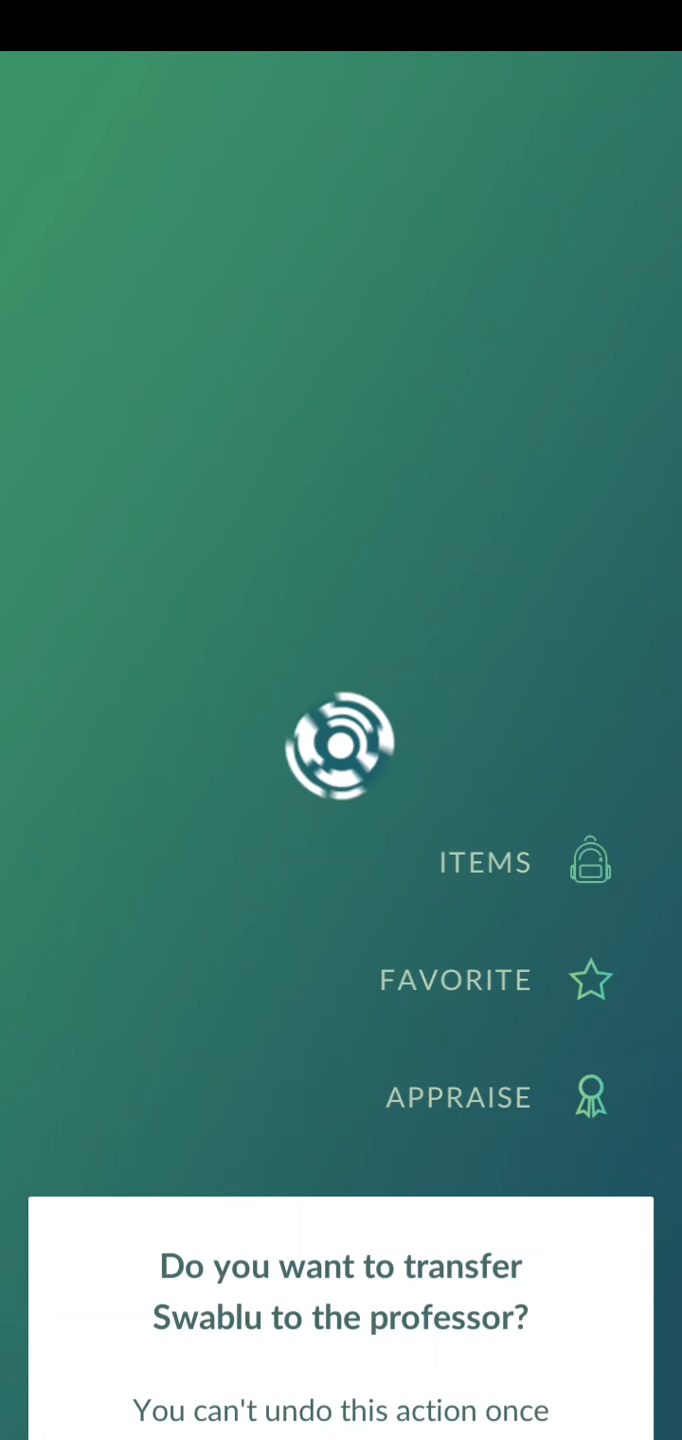 ITEMS
FAVORITE
APPRAISE
Do you want to transfer
Swablu to the professor?
You can't undo this action once